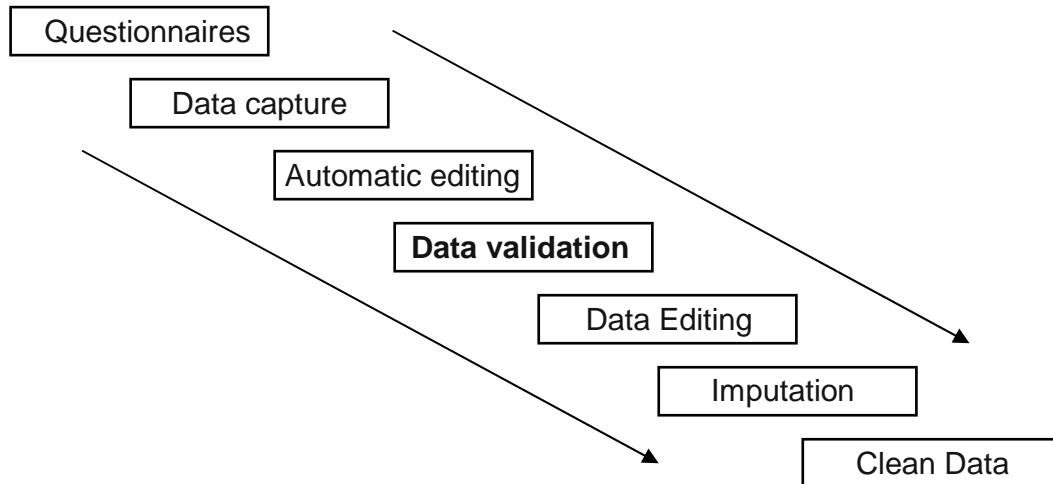 Questionnaires
Data capture
Automatic editing
Data validation
Data Editing
Imputation
Clean Data